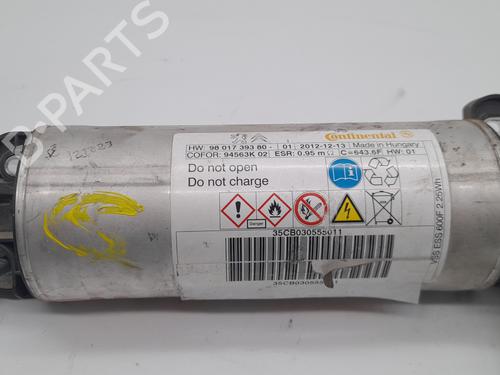 B-PARTS
Continental
HW: 98 017 393 80 - 01 2012-12-13 Made in Hungary
COFOR: 94563K 02 ESR: 0,95 mΩ C=643.6F HW: 01
Do not open
Do not charge
Danger
35CB030555011
35CB030555011
VSS ESS 600F 2.25Wh